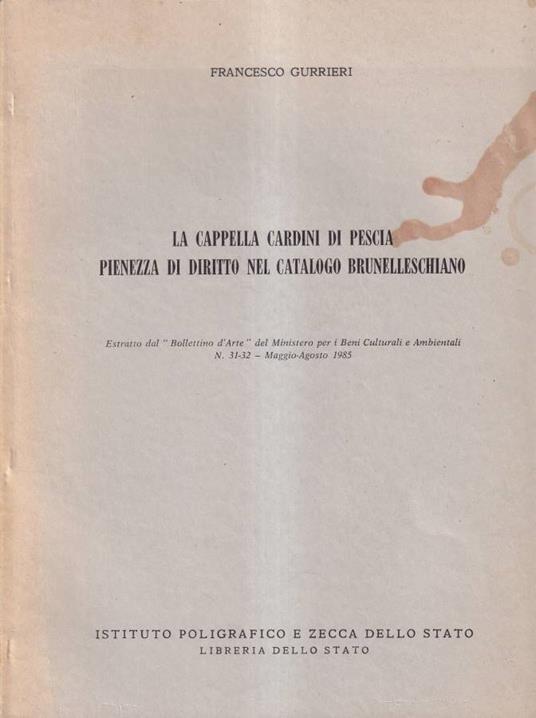 FRANCESCO GURRIERI
LA CAPPELLA CARDINI DI PESCIA
PIENEZZA DI DIRITTO NEL CATALOGO BRUNELLESCHIANO
Estratto dal " Bollettino d'Arte " del Ministero per i Beni Culturali e Ambientali
N. 31-32 – Maggio-Agosto 1985
ISTITUTO POLIGRAFICO E ZECCA DELLO STATO
LIBRERIA DELLO STATO